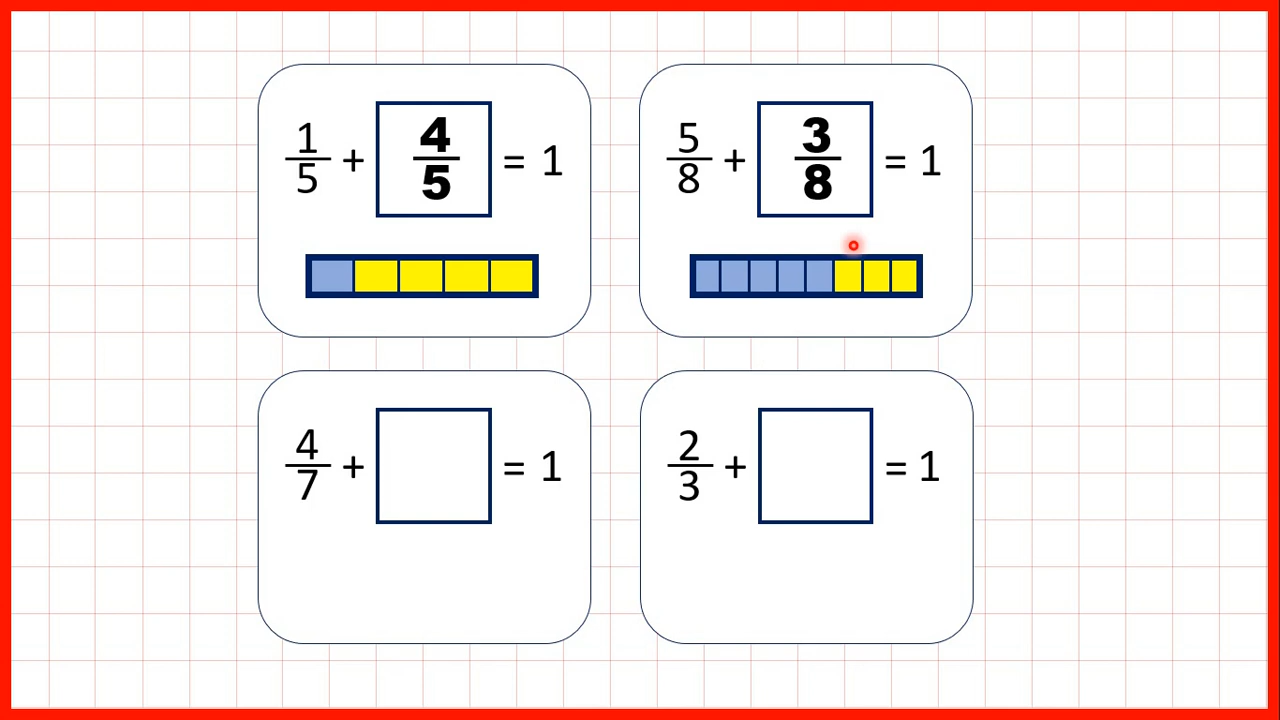 1/5 + 4/5 = 1
5/8 + 3/8 = 1
4/7 + = 1
2/3 + = 1